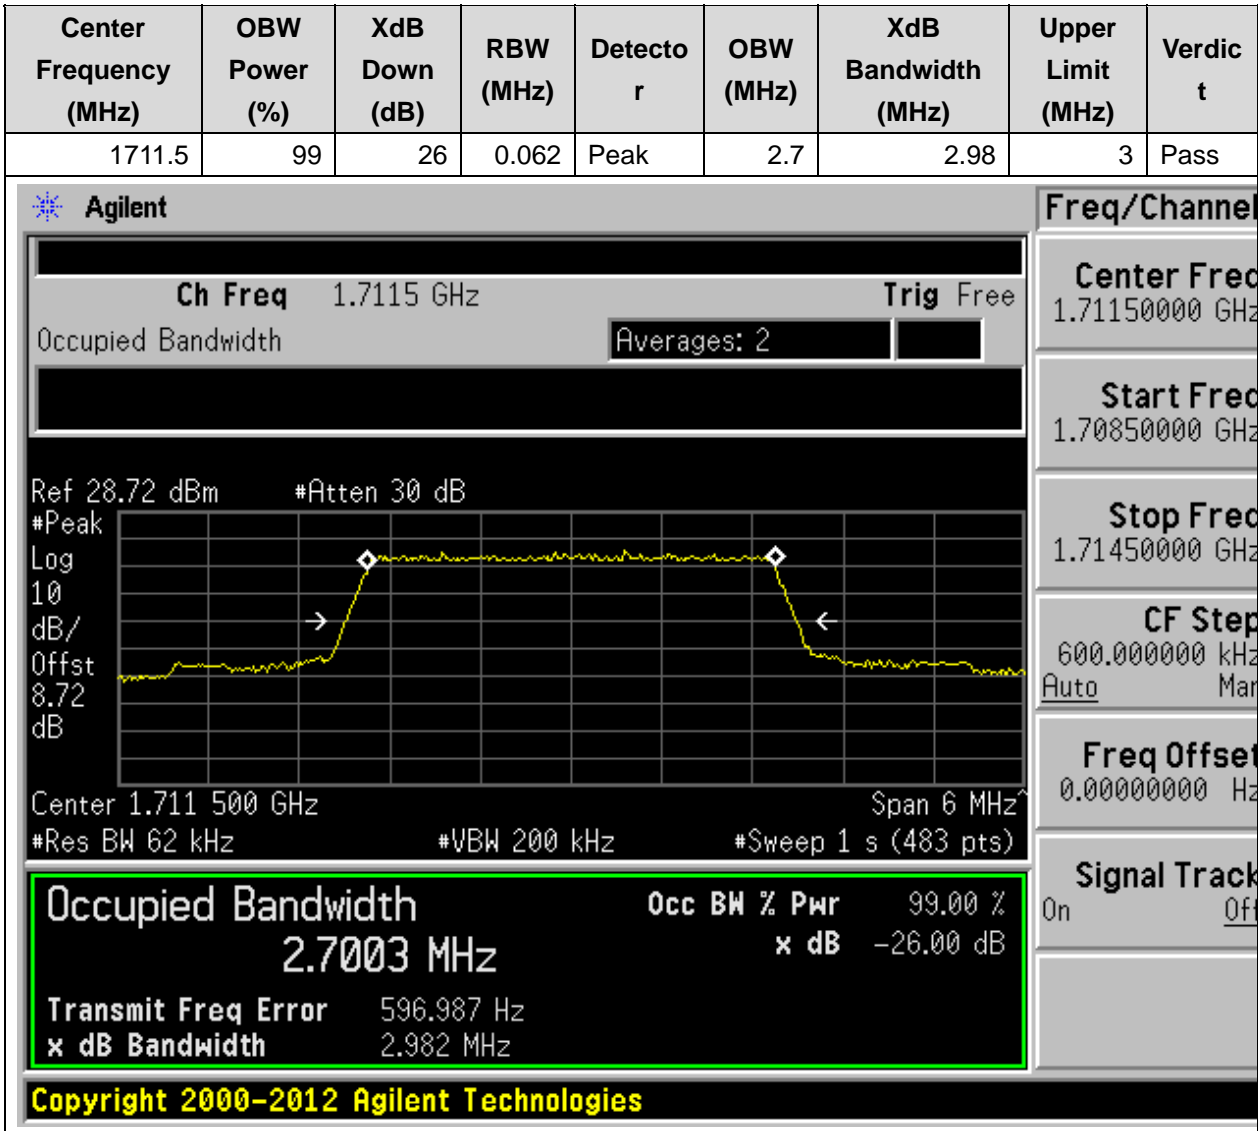 Center Frequency (MHz) OBW Power (%) XdB Down (dB) RBW (MHz) Detecto r OBW (MHz) XdB Bandwidth (MHz) Upper Limit (MHz) Verdic t
1711.5 99 26 0.062 Peak 2.7 2.98 3 Pass
Agilent
Freq/Channel
Ch Freq 1.7115 GHz Trig Free
Occupied Bandwidth Averages: 2
Ref 28.72 dBm #Atten 30 dB
#Peak
Log
10
dB/
Offst
8.72
dB
Center 1.711 500 GHz Span 6 MHz^
#Res BW 62 kHz #VBW 200 kHz #Sweep 1 s (483 pts)
Occupied Bandwidth Occ BW % Pwr 99.00 %
2.7003 MHz x dB -26.00 dB
Transmit Freq Error 596.987 Hz
x dB Bandwidth 2.982 MHz
Center Freq
1.71150000 GHz
Start Freq
1.70850000 GHz
Stop Freq
1.71450000 GHz
CF Step
600.000000 kHz
Auto Man
Freq Offset
0.00000000 Hz
Signal Track
On Off
Copyright 2000-2012 Agilent Technologies